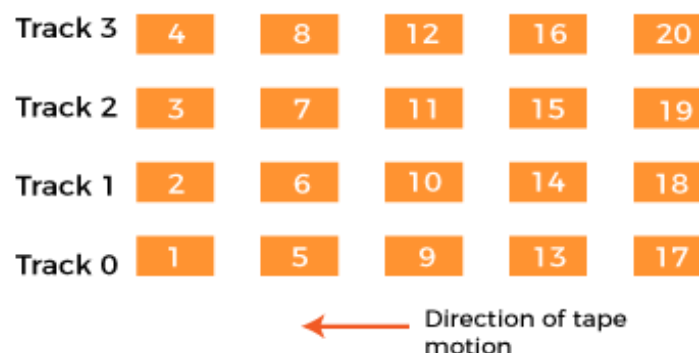 Track 3 4 8 12 16 20
Track 2 3 7 11 15 19
Track 1 2 6 10 14 18
Track 0 1 5 9 13 17
Direction of tape
motion